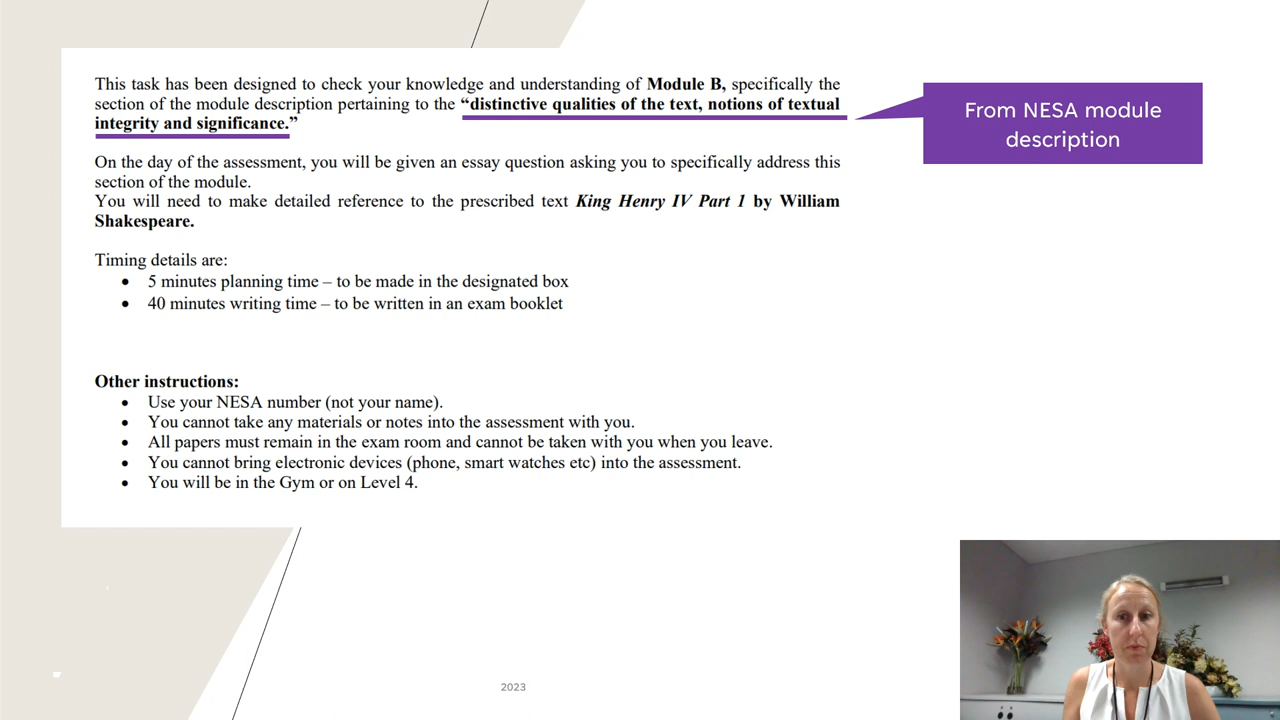 This task has been designed to check your knowledge and understanding of Module B, specifically the
section of the module description pertaining to the “distinctive qualities of the text, notions of textual
integrity and significance.”
From NESA module
description
On the day of the assessment, you will be given an essay question asking you to specifically address this
section of the module.
You will need to make detailed reference to the prescribed text King Henry IV Part 1 by William
Shakespeare.
Timing details are:
• 5 minutes planning time – to be made in the designated box
• 40 minutes writing time – to be written in an exam booklet
Other instructions:
• Use your NESA number (not your name).
• You cannot take any materials or notes into the assessment with you.
• All papers must remain in the exam room and cannot be taken with you when you leave.
• You cannot bring electronic devices (phone, smart watches etc) into the assessment.
• You will be in the Gym or on Level 4.
2023